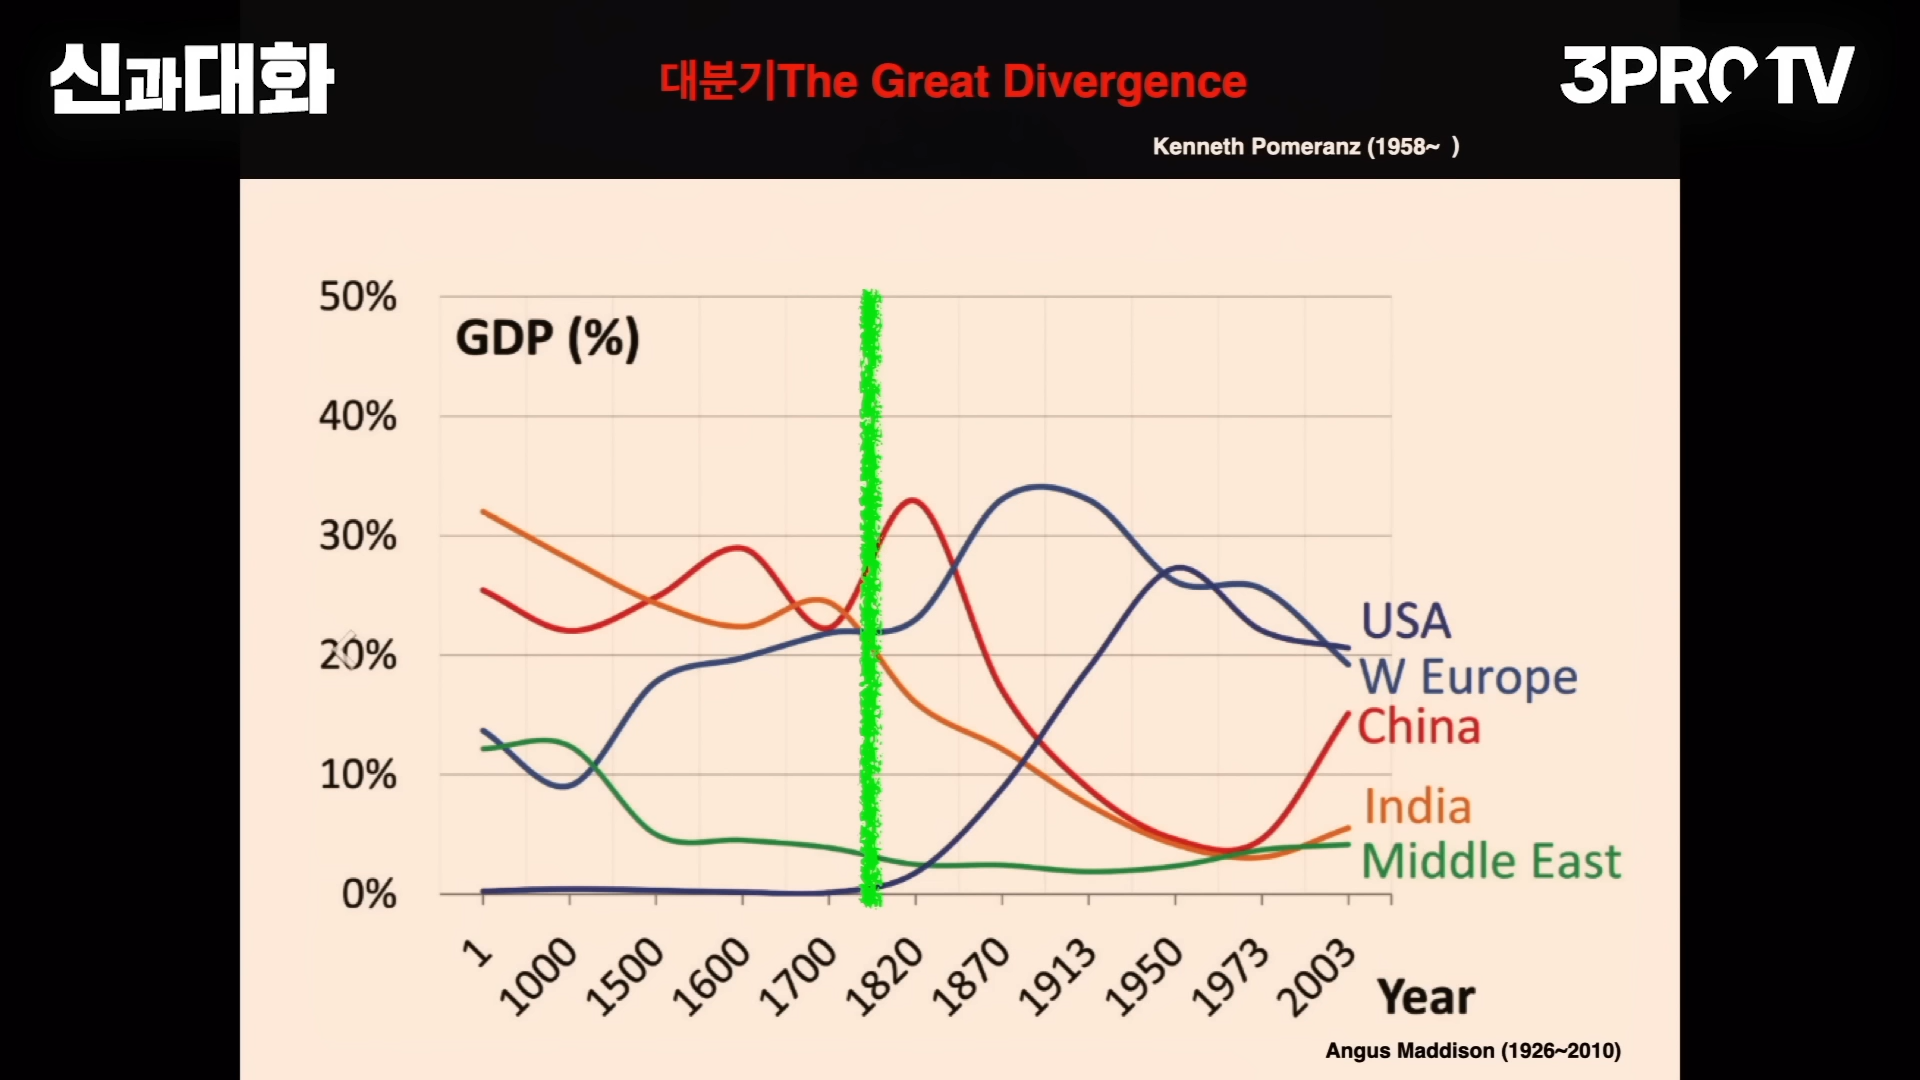 신과대화
대분기The Great Divergence
3PROTV
Kenneth Pomeranz (1958~ )
50%
GDP (%)
40%
30%
20%
10%
0%
USA
W Europe
China
India
Middle East
1
1000
1500
1600
1700
1820
1870
1913
1950
1973
2003
Year
Angus Maddison (1926~2010)